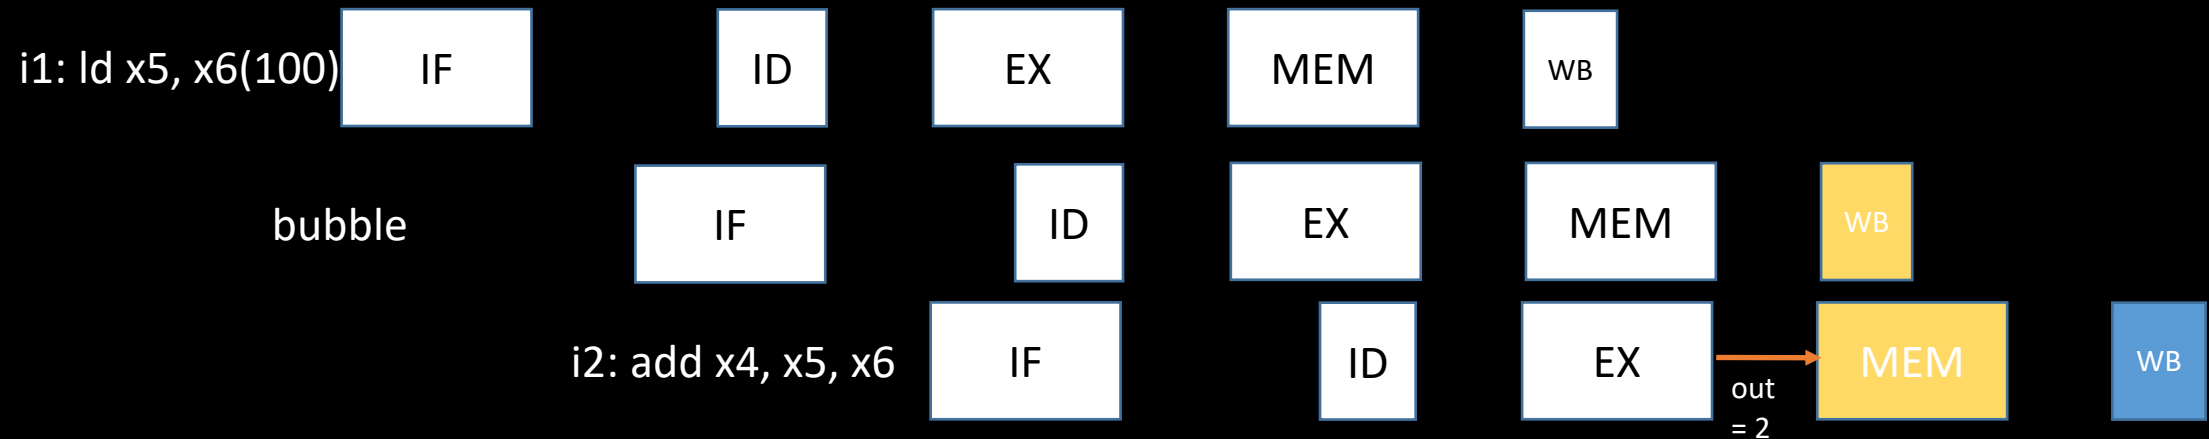 i1: ld x5, x6(100) IF ID EX MEM WB
bubble IF ID EX MEM WB
i2: add x4, x5, x6 IF ID EX MEM WB
out
= 2